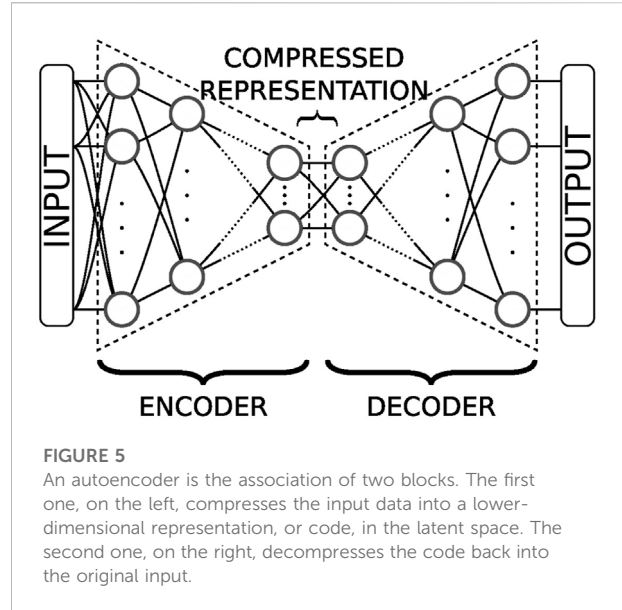 COMPRESSED
REPRESENTATION
INPUT
OUTPUT
ENCODER
DECODER
FIGURE 5
An autoencoder is the association of two blocks. The first
one, on the left, compresses the input data into a lower-
dimensional representation, or code, in the latent space. The
second one, on the right, decompresses the code back into
the original input.